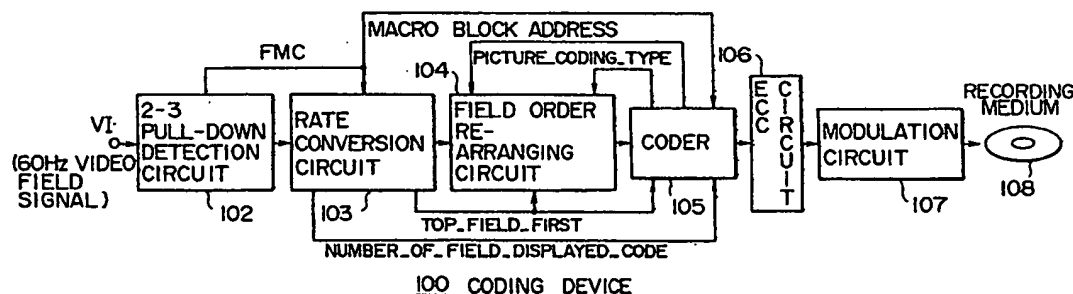 MACRO BLOCK ADDRESS
FMC
104
PICTURE_CODING_TYPE
106
RECORDING
MEDIUM
VI
(60Hz VIDEO
FIELD
SIGNAL)
2-3
PULL-DOWN
DETECTION
CIRCUIT
102
RATE
CONVERSION
CIRCUIT
103
FIELD ORDER
RE-
ARRANGING
CIRCUIT
CODER
105
ECC
CIRCUIT
MODULATION
CIRCUIT
107
108
TOP_FIELD_FIRST
NUMBER_OF_FIELD_DISPLAYED_CODE
100 CODING DEVICE